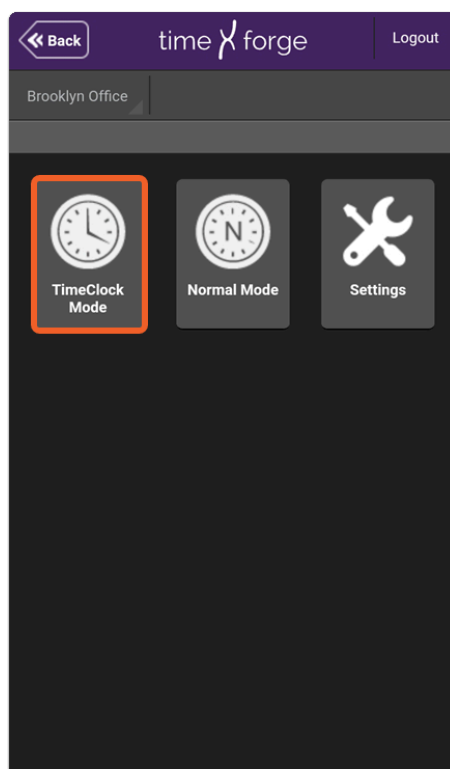 Back
time forge
Logout
Brooklyn Office
TimeClock
Mode
N
Normal Mode
Settings